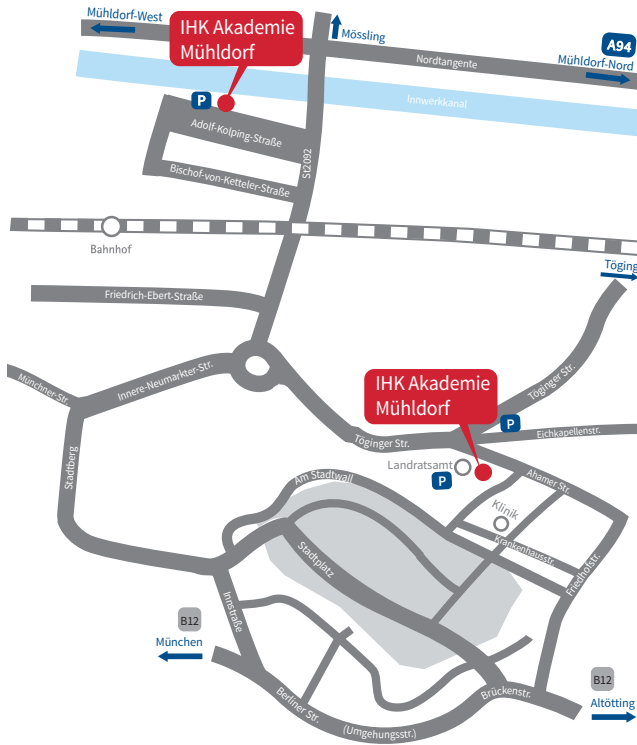 Mühldorf-West
IHK Akademie
Mühldorf
Mössling
A94
Nordtangente
Mühldorf-Nord
P
Innwerkkanal
Adolf-Kolping-Straße
St2092
Bischof-von-Ketteler-Straße
Bahnhof
Töging
Friedrich-Ebert-Straße
Münchner-Str.
Innere-Neumarkter-Str.
IHK Akademie
Mühldorf
Töginger Str.
P
Eichkapellenstr.
Töginger Str.
Stadtberg
Landratsamt
P
Ahamer Str.
Am Stadtwall
Klinik
Krankenhausstr.
Stadtplatz
Friedhofstr.
Innstraße
B12
München
B12
Altötting
Berliner Str.
(Umgehungsstr.)
Brückenstr.